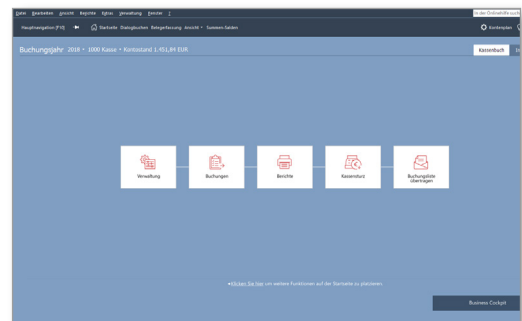 Datei Bearbeiten Ansicht Berichte Extras Verwaltung Fenster ?
In der Onlinehilfe such
Hauptnavigation [F10] Startseite Dialogbuchen Belegerfassung Ansicht Summen-Salden Kontenplan
Buchungsjahr 2018 • 1000 Kasse • Kontostand 1.451,84 EUR
Kassenbuch
Verwaltung
Buchungen
Berichte
Kassensturz
Buchungsliste
übertragen
Klicken Sie hier um weitere Funktionen auf der Startseite zu platzieren.
Business Cockpit